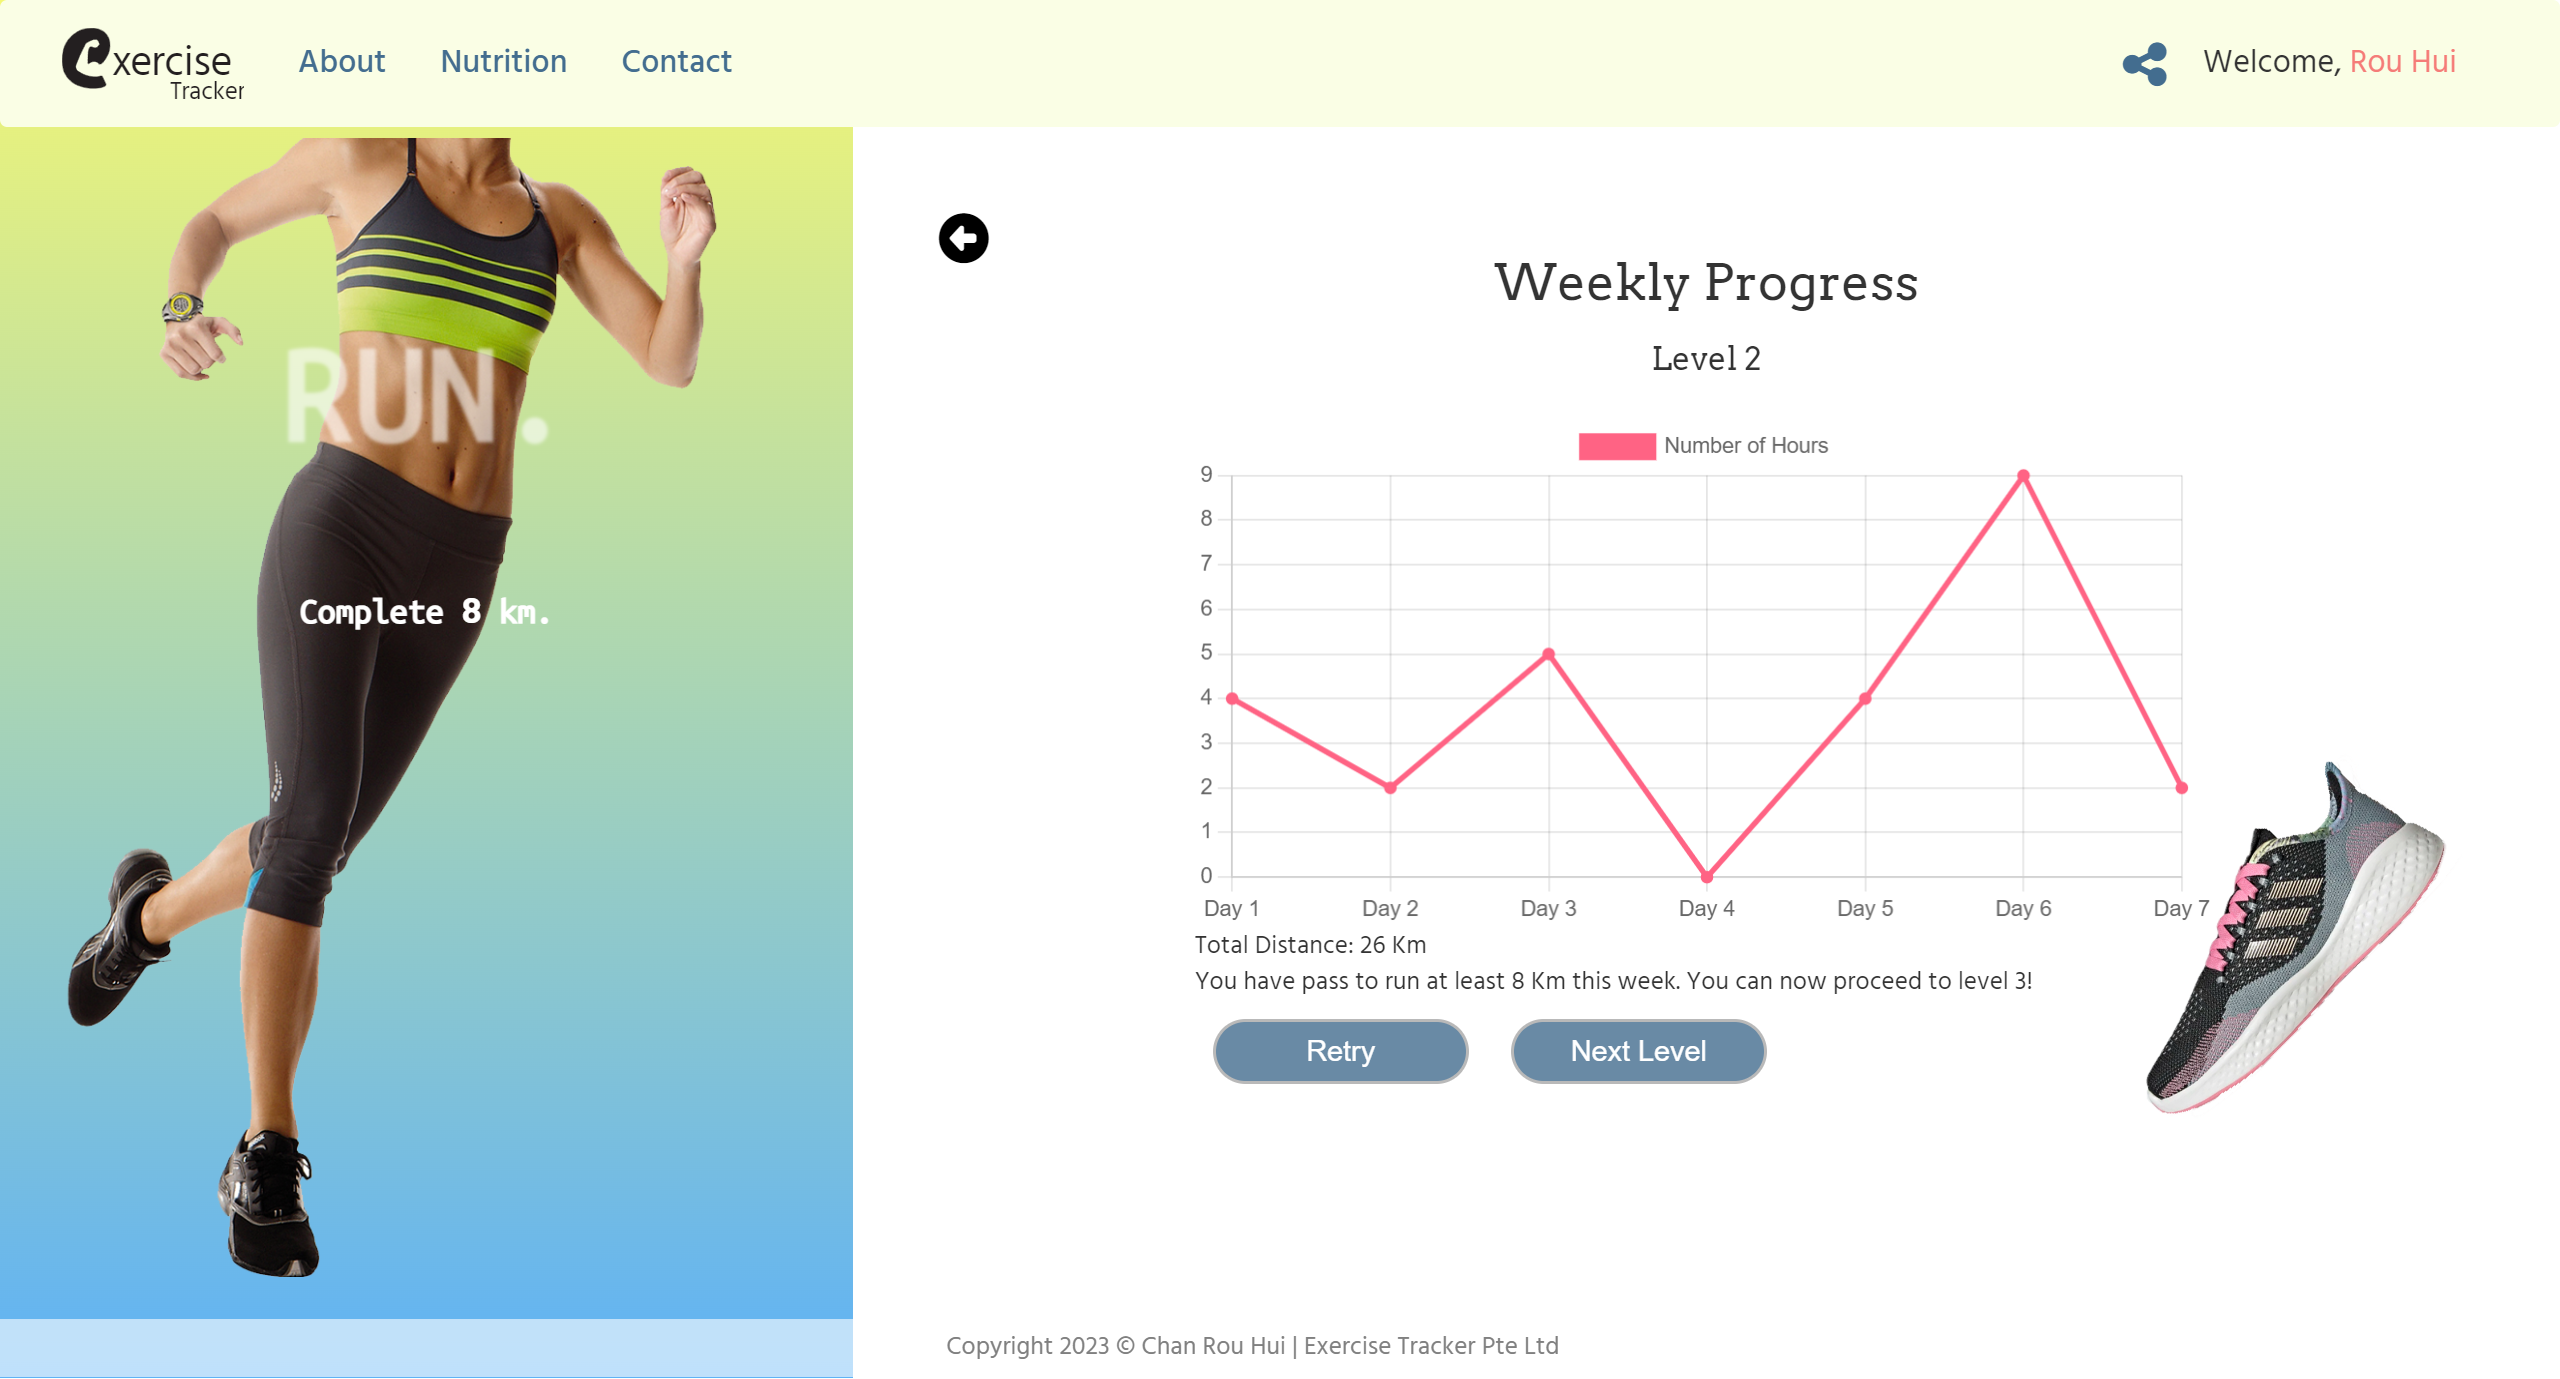 Exercise
Tracker
About
Nutrition
Contact
Welcome, Rou Hui
RUN.
Complete 8 km.
Weekly Progress
Level 2
Number of Hours
9
8
7
6
5
4
3
2
1
0
Day 1 Day 2 Day 3 Day 4 Day 5 Day 6 Day 7
Total Distance: 26 Km
You have pass to run at least 8 Km this week. You can now proceed to level 3!
Retry
Next Level
Copyright 2023 © Chan Rou Hui | Exercise Tracker Pte Ltd